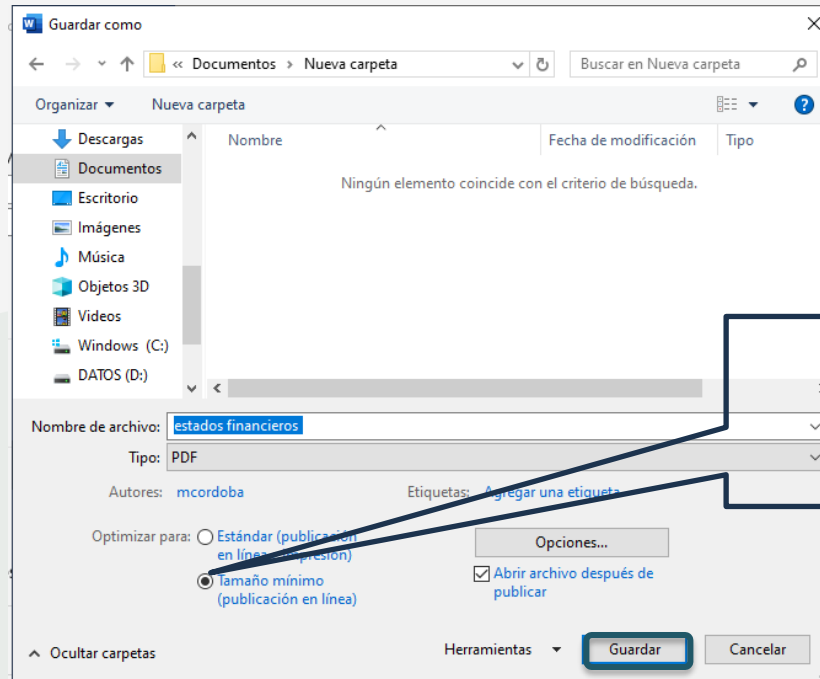 Guardar como
« Documentos › Nueva carpeta
Buscar en Nueva carpeta
Organizar
Nueva carpeta
Descargas
Documentos
Escritorio
Imágenes
Música
Objetos 3D
Videos
Windows (C:)
DATOS (D:)
Nombre
Fecha de modificación
Tipo
Ningún elemento coincide con el criterio de búsqueda.
Nombre de archivo: estados financieros
Tipo: PDF
Autores: mcordoba
Etiquetas: Agregar una etiqueta
Optimizar para:
Estándar (publicación
en línea e impresión)
Tamaño mínimo
(publicación en línea)
Opciones...
Abrir archivo después de
publicar
Ocultar carpetas
Herramientas
Guardar
Cancelar